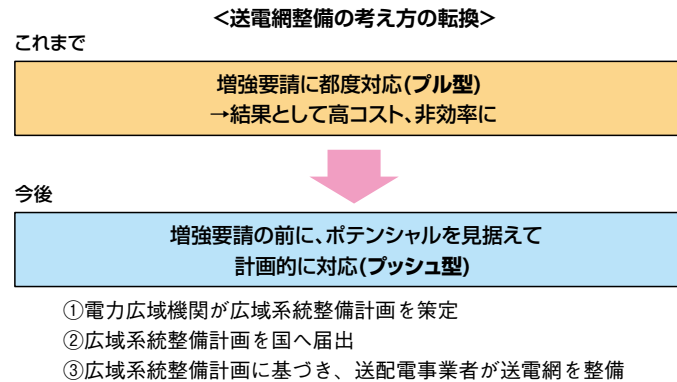 <送電網整備の考え方の転換>
これまで
増強要請に都度対応(プル型)
→結果として高コスト、非効率に
今後
増強要請の前に、ポテンシャルを見据えて
計画的に対応(プッシュ型)
①電力広域機関が広域系統整備計画を策定
②広域系統整備計画を国へ届出
③広域系統整備計画に基づき、送配電事業者が送電網を整備